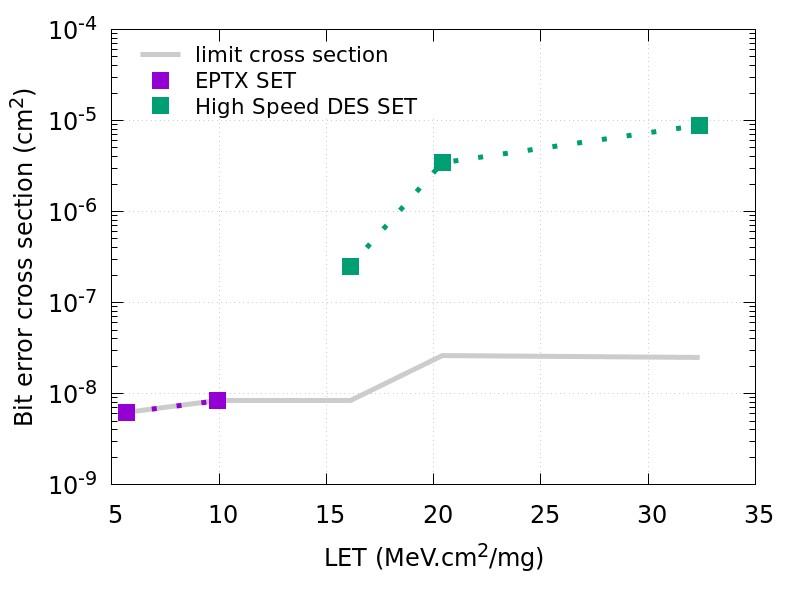 limit cross section
EPTX SET
High Speed DES SET
10^-4
10^-5
10^-6
10^-7
10^-8
10^-9
Bit error cross section (cm^2)
5 10 15 20 25 30 35
LET (MeV.cm^2/mg)